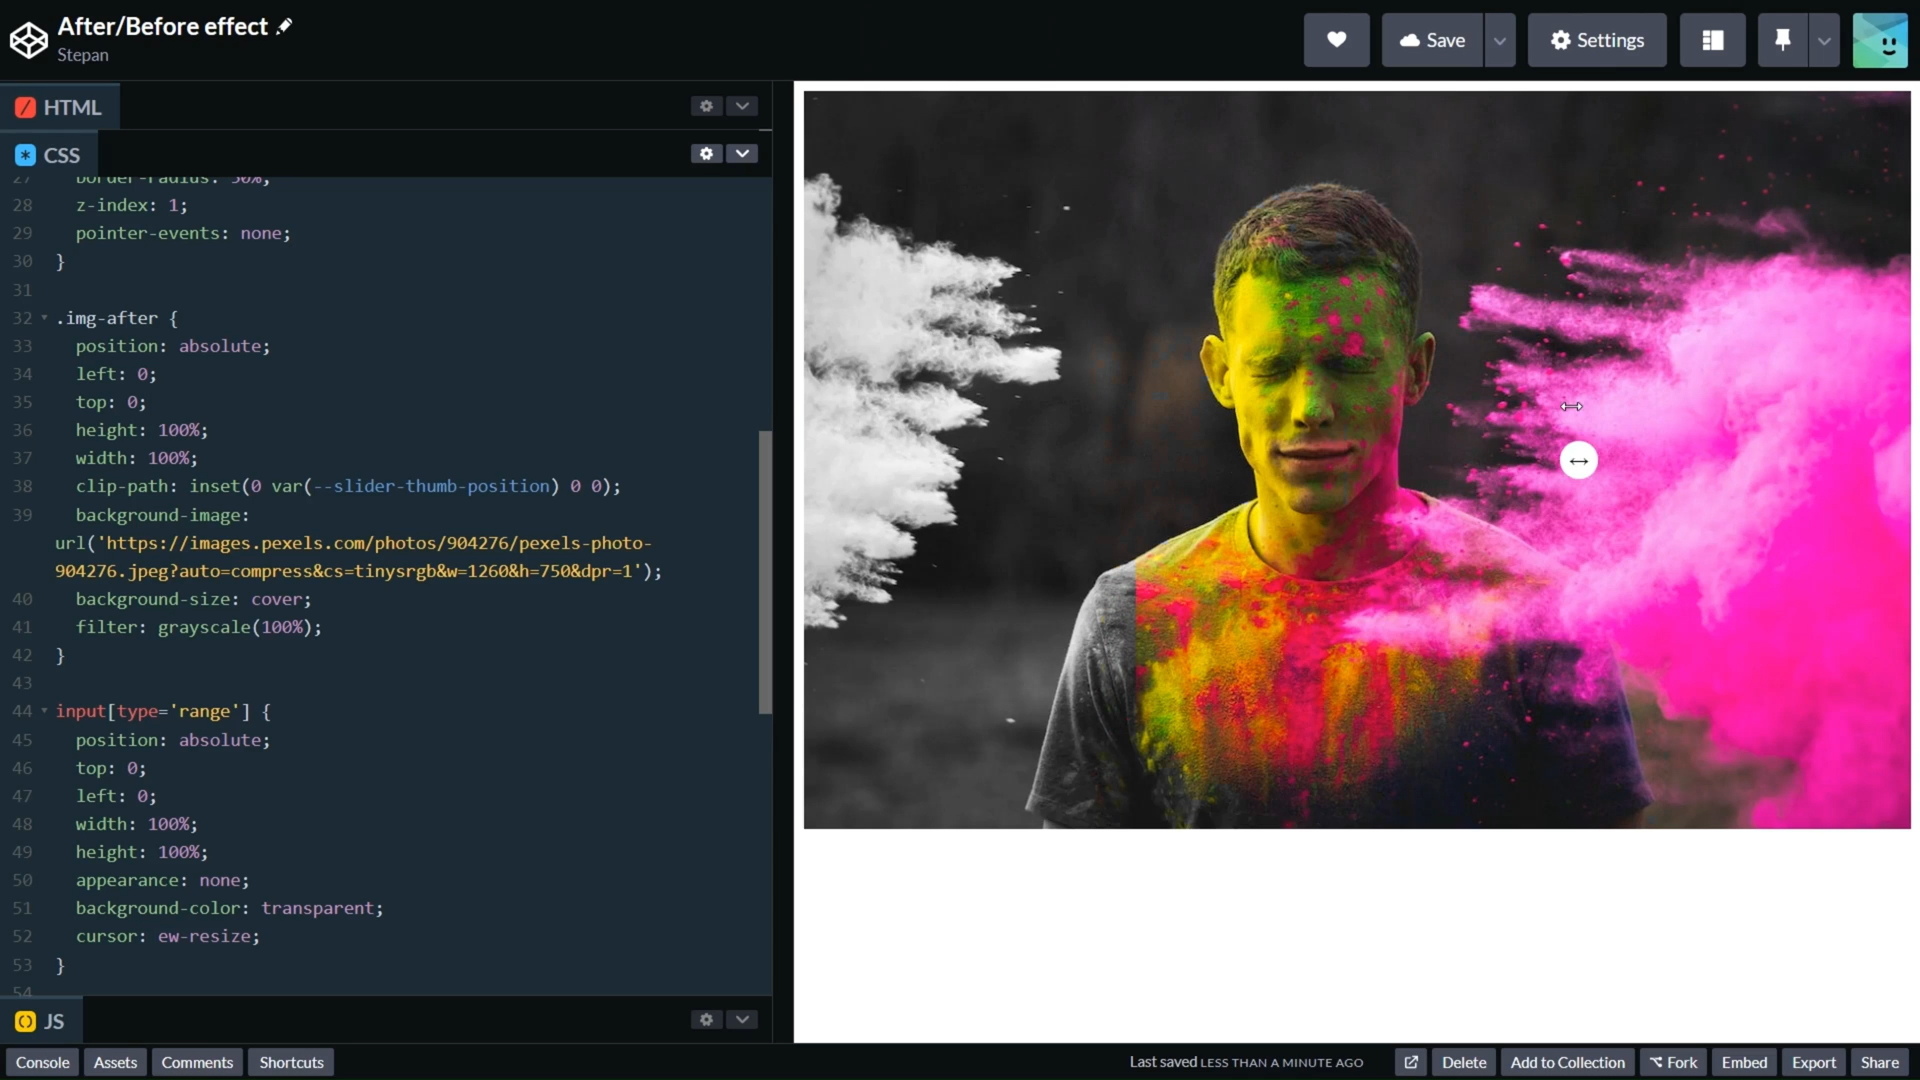 After/Before effect
Stepan
Save
Settings
HTML
CSS
27 border-radius: 50%;
28 z-index: 1;
29 pointer-events: none;
30 }
31
32 .img-after {
33 position: absolute;
34 left: 0;
35 top: 0;
36 height: 100%;
37 width: 100%;
38 clip-path: inset(0 var(--slider-thumb-position) 0 0);
39 background-image:
url('https://images.pexels.com/photos/904276/pexels-photo-
904276.jpeg?auto=compress&cs=tinysrgb&w=1260&h=750&dpr=1');
40 background-size: cover;
41 filter: grayscale(100%);
42 }
43
44 input[type='range'] {
45 position: absolute;
46 top: 0;
47 left: 0;
48 width: 100%;
49 height: 100%;
50 appearance: none;
51 background-color: transparent;
52 cursor: ew-resize;
53 }
54
JS
Console Assets Comments Shortcuts
Last saved LESS THAN A MINUTE AGO
Delete Add to Collection Fork Embed Export Share